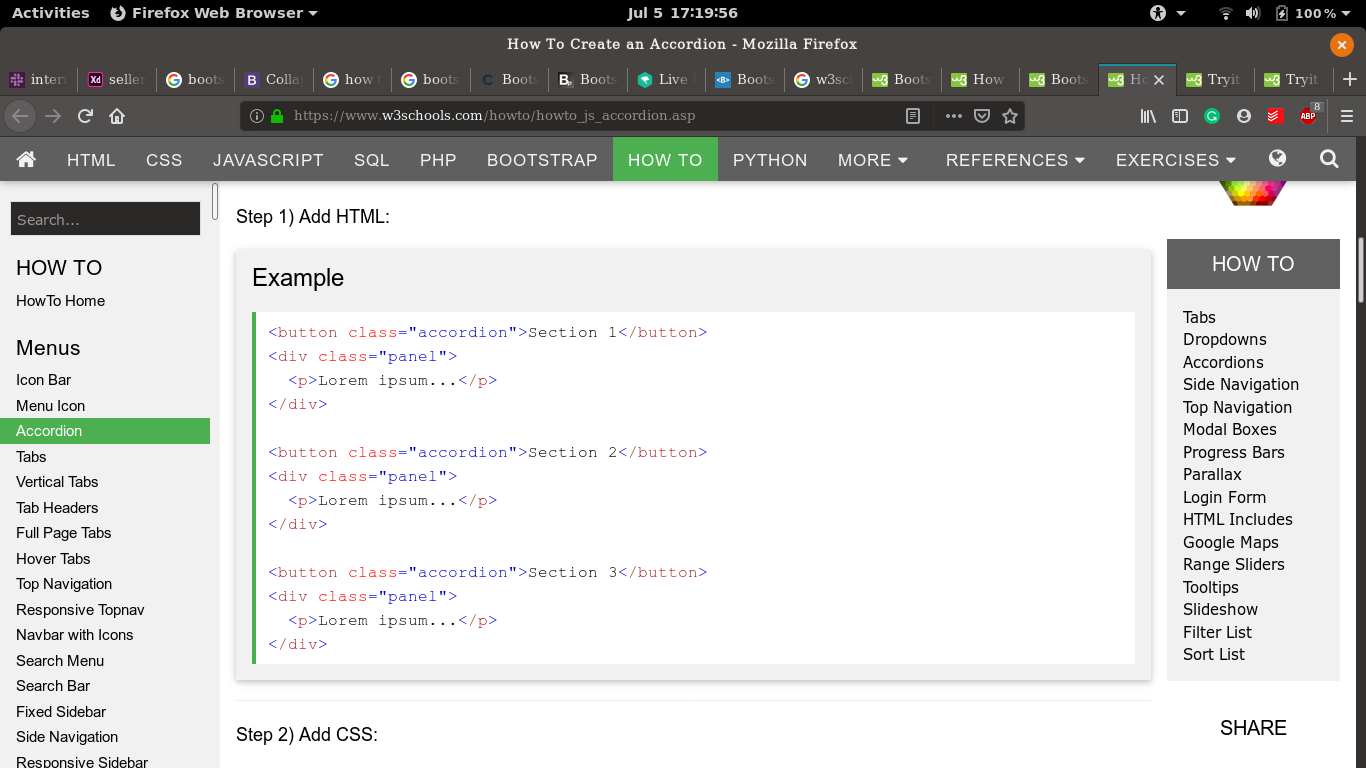 Activities Firefox Web Browser Jul 5 17:19:56 100 %
How To Create an Accordion - Mozilla Firefox
inter Xd seller boots Colla how t boots Boots Boots Live Boots w3sch Boots How Boots Ho Tryit Tryit
https://www.w3schools.com/howto/howto_js_accordion.asp 8 ABP
HTML CSS JAVASCRIPT SQL PHP BOOTSTRAP HOW TO PYTHON MORE REFERENCES EXERCISES
Search...
HOW TO
HowTo Home
Menus
Icon Bar
Menu Icon
Accordion
Tabs
Vertical Tabs
Tab Headers
Full Page Tabs
Hover Tabs
Top Navigation
Responsive Topnav
Navbar with Icons
Search Menu
Search Bar
Fixed Sidebar
Side Navigation
Responsive Sidebar
Step 1) Add HTML:
Example
<button class="accordion">Section 1</button>
<div class="panel">
  <p>Lorem ipsum...</p>
</div>
<button class="accordion">Section 2</button>
<div class="panel">
  <p>Lorem ipsum...</p>
</div>
<button class="accordion">Section 3</button>
<div class="panel">
  <p>Lorem ipsum...</p>
</div>
Step 2) Add CSS:
HOW TO
Tabs
Dropdowns
Accordions
Side Navigation
Top Navigation
Modal Boxes
Progress Bars
Parallax
Login Form
HTML Includes
Google Maps
Range Sliders
Tooltips
Slideshow
Filter List
Sort List
SHARE